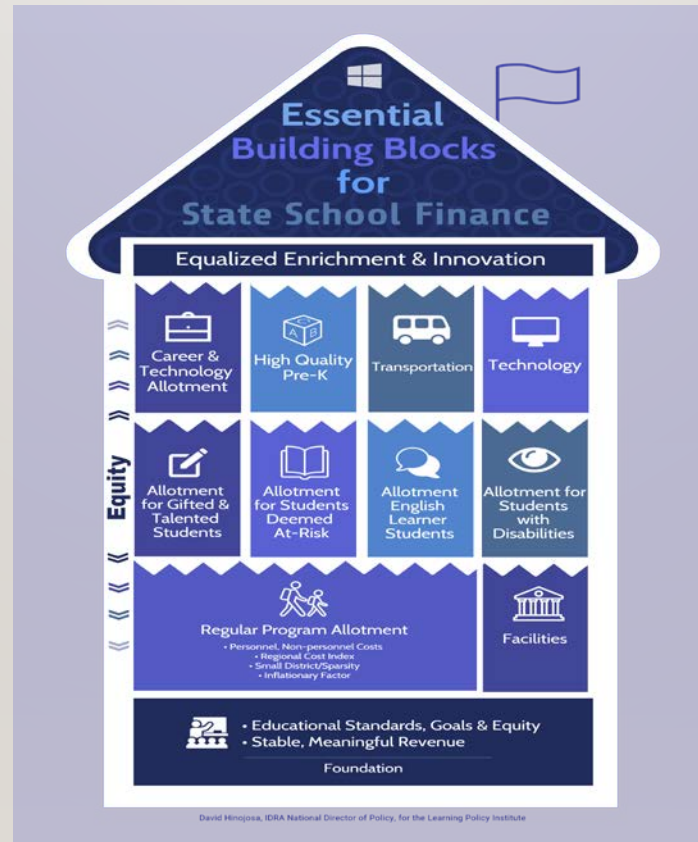 Essential
Building Blocks
for
State School Finance
Equalized Enrichment & Innovation
Career &
Technology
Allotment
High Quality
Pre-K
Transportation
Technology
Equity
Allotment
for Gifted &
Talented
Students
Allotment
for Students
Deemed
At-Risk
Allotment
English
Learner
Students
Allotment for
Students
with
Disabilities
Regular Program Allotment
• Personnel, Non-personnel Costs
• Regional Cost Index
• Small District/Sparsity
• Inflationary Factor
Facilities
• Educational Standards, Goals & Equity
• Stable, Meaningful Revenue
Foundation
David Hinojosa, IDRA National Director of Policy, for the Learning Policy Institute